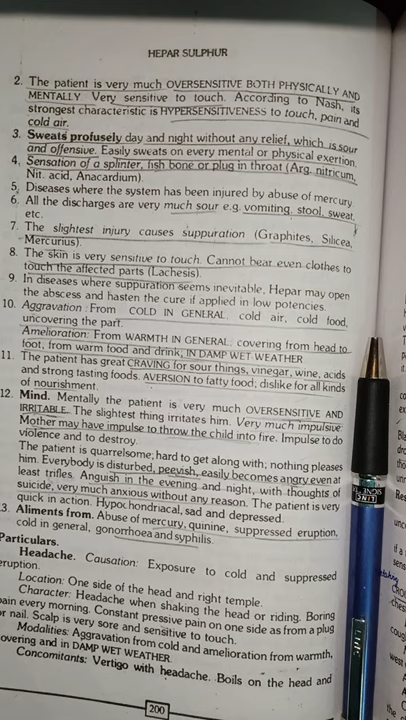 HEPAR SULPHUR
2. The patient is very much OVERSENSITIVE BOTH PHYSICALLY AND
MENTALLY Very sensitive to touch. According to Nash, its
strongest characteristic is HYPERSENSITIVENESS to touch, pain and
cold air.
3. Sweats profusely day and night without any relief, which is sour
and offensive. Easily sweats on every mental or physical exertion.
4. Sensation of a splinter, fish bone or plug in throat (Arg. nitricum,
Nit. acid, Anacardium).
5. Diseases where the system has been injured by abuse of mercury
6. All the discharges are very much sour e.g. vomiting, stool, sweat,
etc.
7. The slightest injury causes suppuration (Graphites, Silicea,
Mercurius).
8. The skin is very sensitive to touch. Cannot bear even clothes to
touch the affected parts (Lachesis).
9. In diseases where suppuration seems inevitable, Hepar may open
the abscess and hasten the cure if applied in low potencies.
10. Aggravation: From COLD IN GENERAL, cold air, cold food,
uncovering the part.
Amelioration: From WARMTH IN GENERAL; covering from head to
foot, from warm food and drink; IN DAMP WET WEATHER
11. The patient has great CRAVING for sour things, vinegar, wine, acids
and strong tasting foods. AVERSION to fatty food; dislike for all kinds
of nourishment.
12. Mind. Mentally the patient is very much OVERSENSITIVE AND
IRRITABLE. The slightest thing irritates him. Very much impulsive
Mother may have impulse to throw the child into fire. Impulse to do
violence and to destroy.
The patient is quarrelsome; hard to get along with; nothing pleases
him. Everybody is disturbed, peevish, easily becomes angry even at
least trifles. Anguish in the evening and night, with thoughts of
suicide, very much anxious without any reason. The patient is very
quick in action. Hypochondriacal, sad and depressed.
3. Ailments from. Abuse of mercury, quinine, suppressed eruption,
cold in general, gonorrhoea and syphilis.
Particulars.
Headache. Causation: Exposure to cold and suppressed
eruption.
Location: One side of the head and right temple.
Character: Headache when shaking the head or riding. Boring
pain every morning. Constant pressive pain on one side as from a plug
or nail. Scalp is very sore and sensitive to touch.
Modalities: Aggravation from cold and amelioration from warmth,
overing and in DAMP WET WEATHER.
Concomitants: Vertigo with headache. Boils on the head and
200
LINC